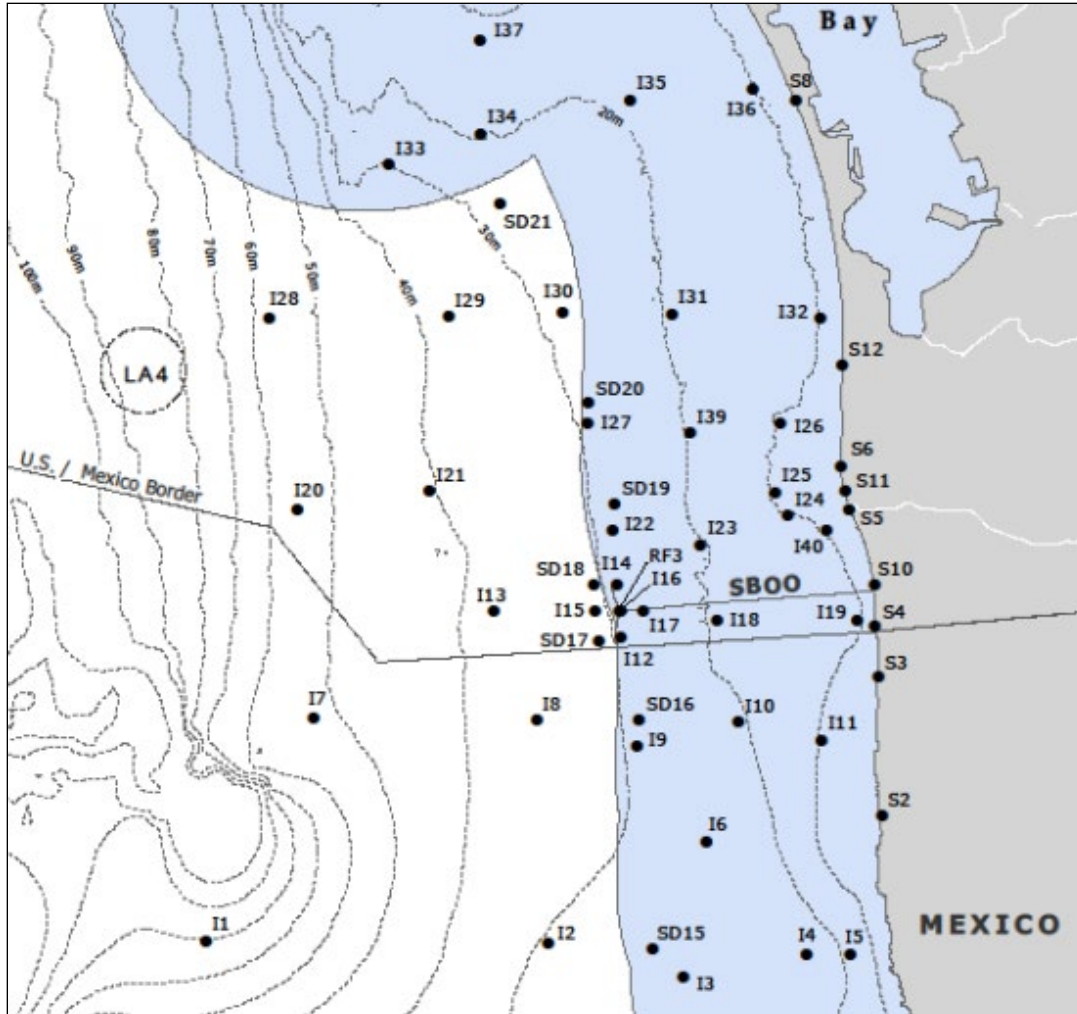 Bay
I37
I35
S8
I36
20m
I34
I33
SD21
30m
100m
90m
80m
70m
60m
50m
40m
I28
I29
I30
I31
I32
S12
LA4
SD20
I27
I39
I26
U.S. / Mexico Border
S6
I20
I21
SD19
I25
S11
I24
S5
I22
I23
I40
RF3
SD18
I14
I16
SBOO
S10
I13
I15
I17
I18
I19
S4
SD17
I12
S3
I7
I8
SD16
I10
I9
I11
S2
I6
MEXICO
I1
I2
SD15
I4
I5
I3